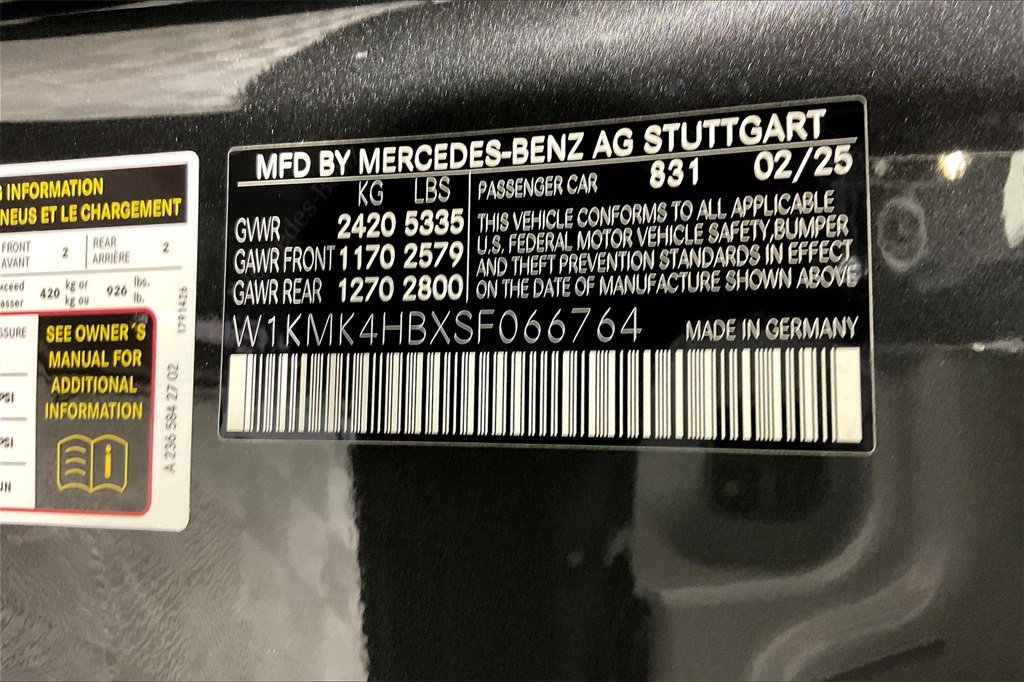 MFD BY MERCEDES-BENZ AG STUTTGART
KG LBS
GVWR 2420 5335
GAWR FRONT 1170 2579
GAWR REAR 1270 2800
PASSENGER CAR 831 02/25
THIS VEHICLE CONFORMS TO ALL APPLICABLE
U.S. FEDERAL MOTOR VEHICLE SAFETY, BUMPER
AND THEFT PREVENTION STANDARDS IN EFFECT
ON THE DATE OF MANUFACTURE SHOWN ABOVE
W1KMK4HBXSF066764 MADE IN GERMANY
INFORMATION
ET LE CHARGEMENT
FRONT 2 REAR 2
AVANT ARRIÈRE
420 kg or 926 lbs.
kg ou lb.
SEE OWNER´S
MANUAL FOR
ADDITIONAL
INFORMATION
i
1791426
A 236 584 27 02